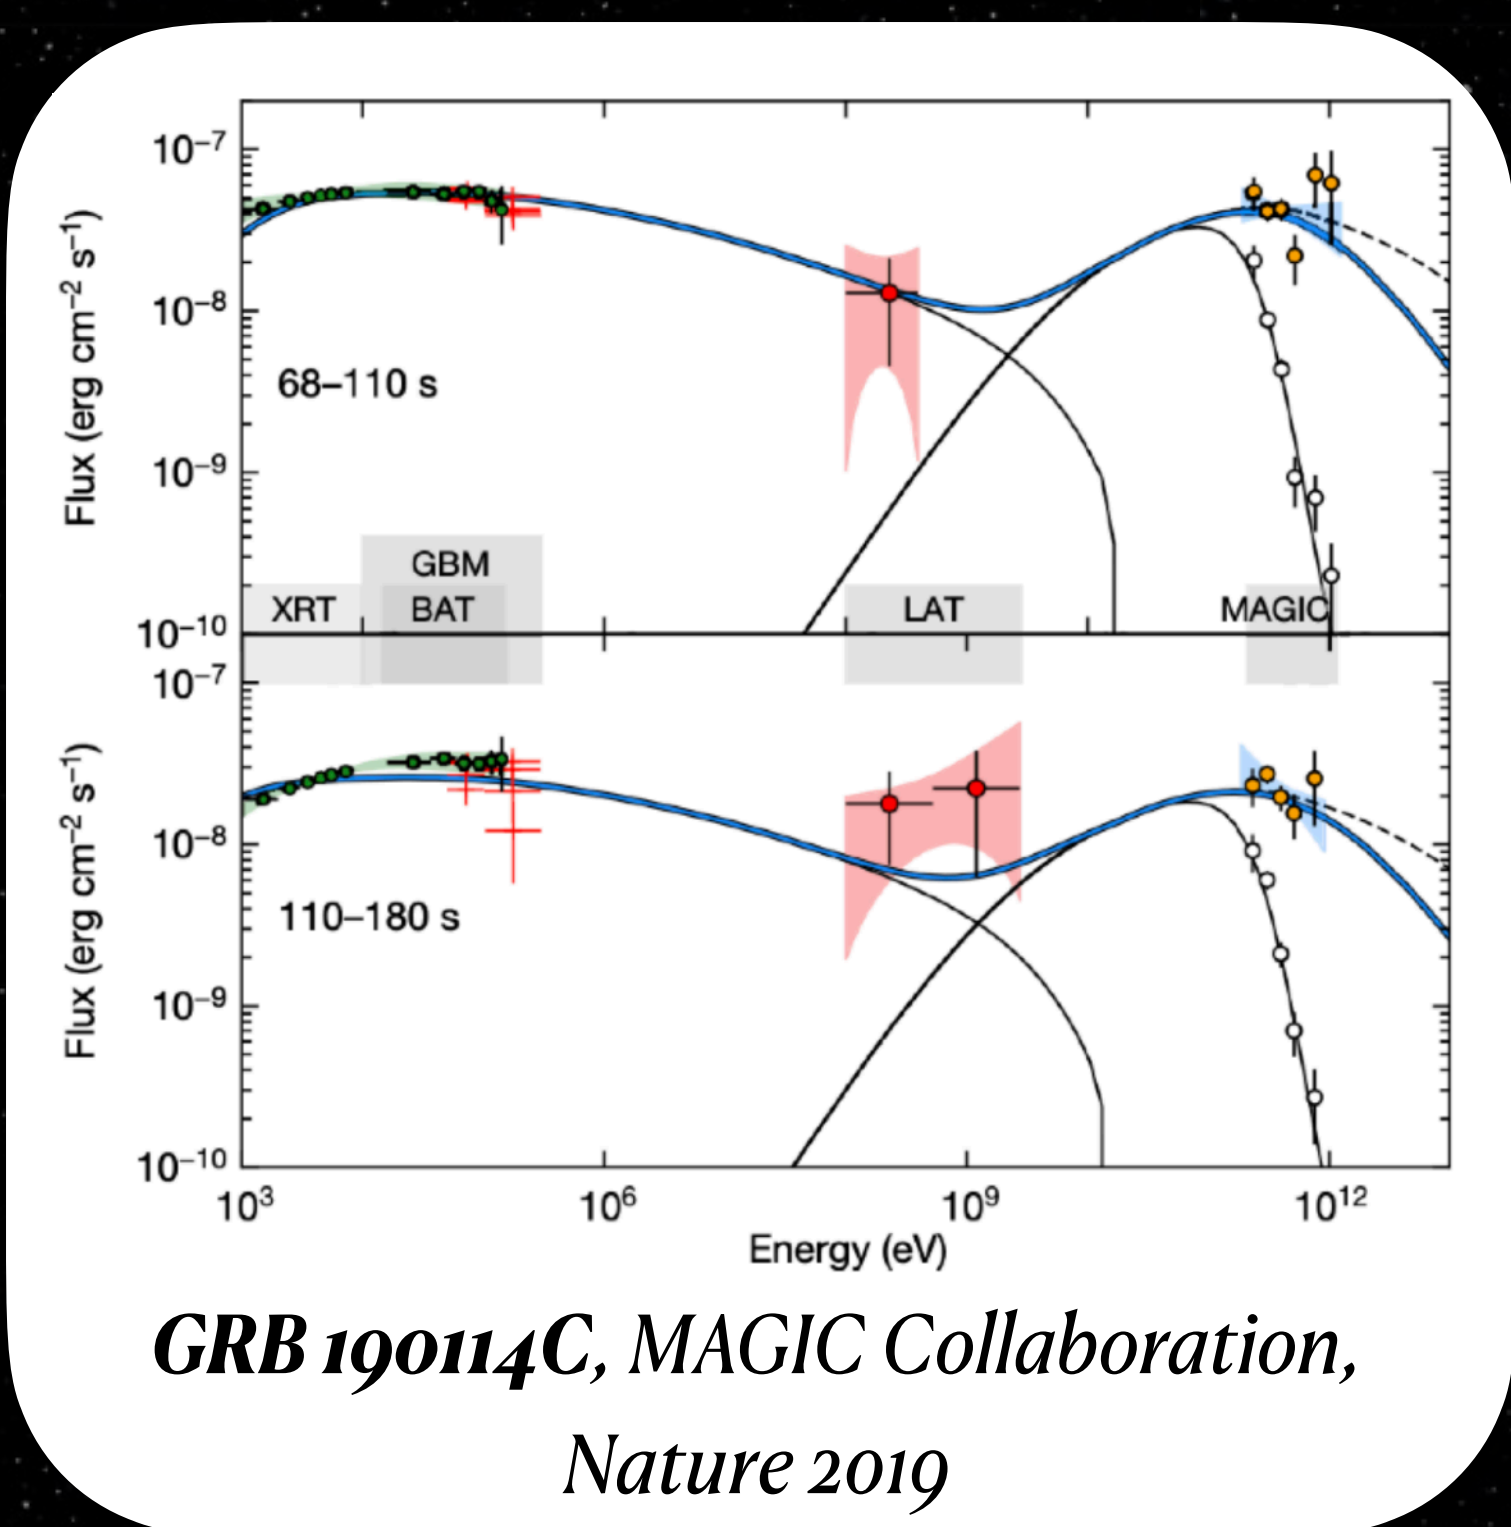 10⁻⁷
10⁻⁸
10⁻⁹
10⁻¹⁰
Flux (erg cm⁻² s⁻¹)
68–110 s
GBM
XRT BAT LAT MAGIC
10⁻⁷
10⁻⁸
10⁻⁹
10⁻¹⁰
Flux (erg cm⁻² s⁻¹)
110–180 s
10³ 10⁶ 10⁹ 10¹²
Energy (eV)
GRB 190114C, MAGIC Collaboration,
Nature 2019